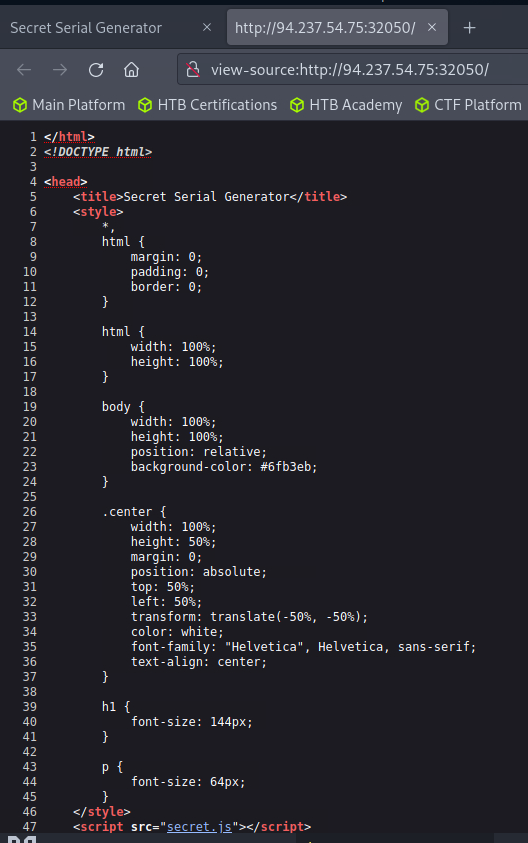 Secret Serial Generator × http://94.237.54.75:32050/ × +
view-source:http://94.237.54.75:32050/
Main Platform HTB Certifications HTB Academy CTF Platform
1 </html>
2 <!DOCTYPE html>
3
4 <head>
5 <title>Secret Serial Generator</title>
6 <style>
7 *,
8 html {
9 margin: 0;
10 padding: 0;
11 border: 0;
12 }
13
14 html {
15 width: 100%;
16 height: 100%;
17 }
18
19 body {
20 width: 100%;
21 height: 100%;
22 position: relative;
23 background-color: #6fb3eb;
24 }
25
26 .center {
27 width: 100%;
28 height: 50%;
29 margin: 0;
30 position: absolute;
31 top: 50%;
32 left: 50%;
33 transform: translate(-50%, -50%);
34 color: white;
35 font-family: "Helvetica", Helvetica, sans-serif;
36 text-align: center;
37 }
38
39 h1 {
40 font-size: 144px;
41 }
42
43 p {
44 font-size: 64px;
45 }
46 </style>
47 <script src="secret.js"></script>